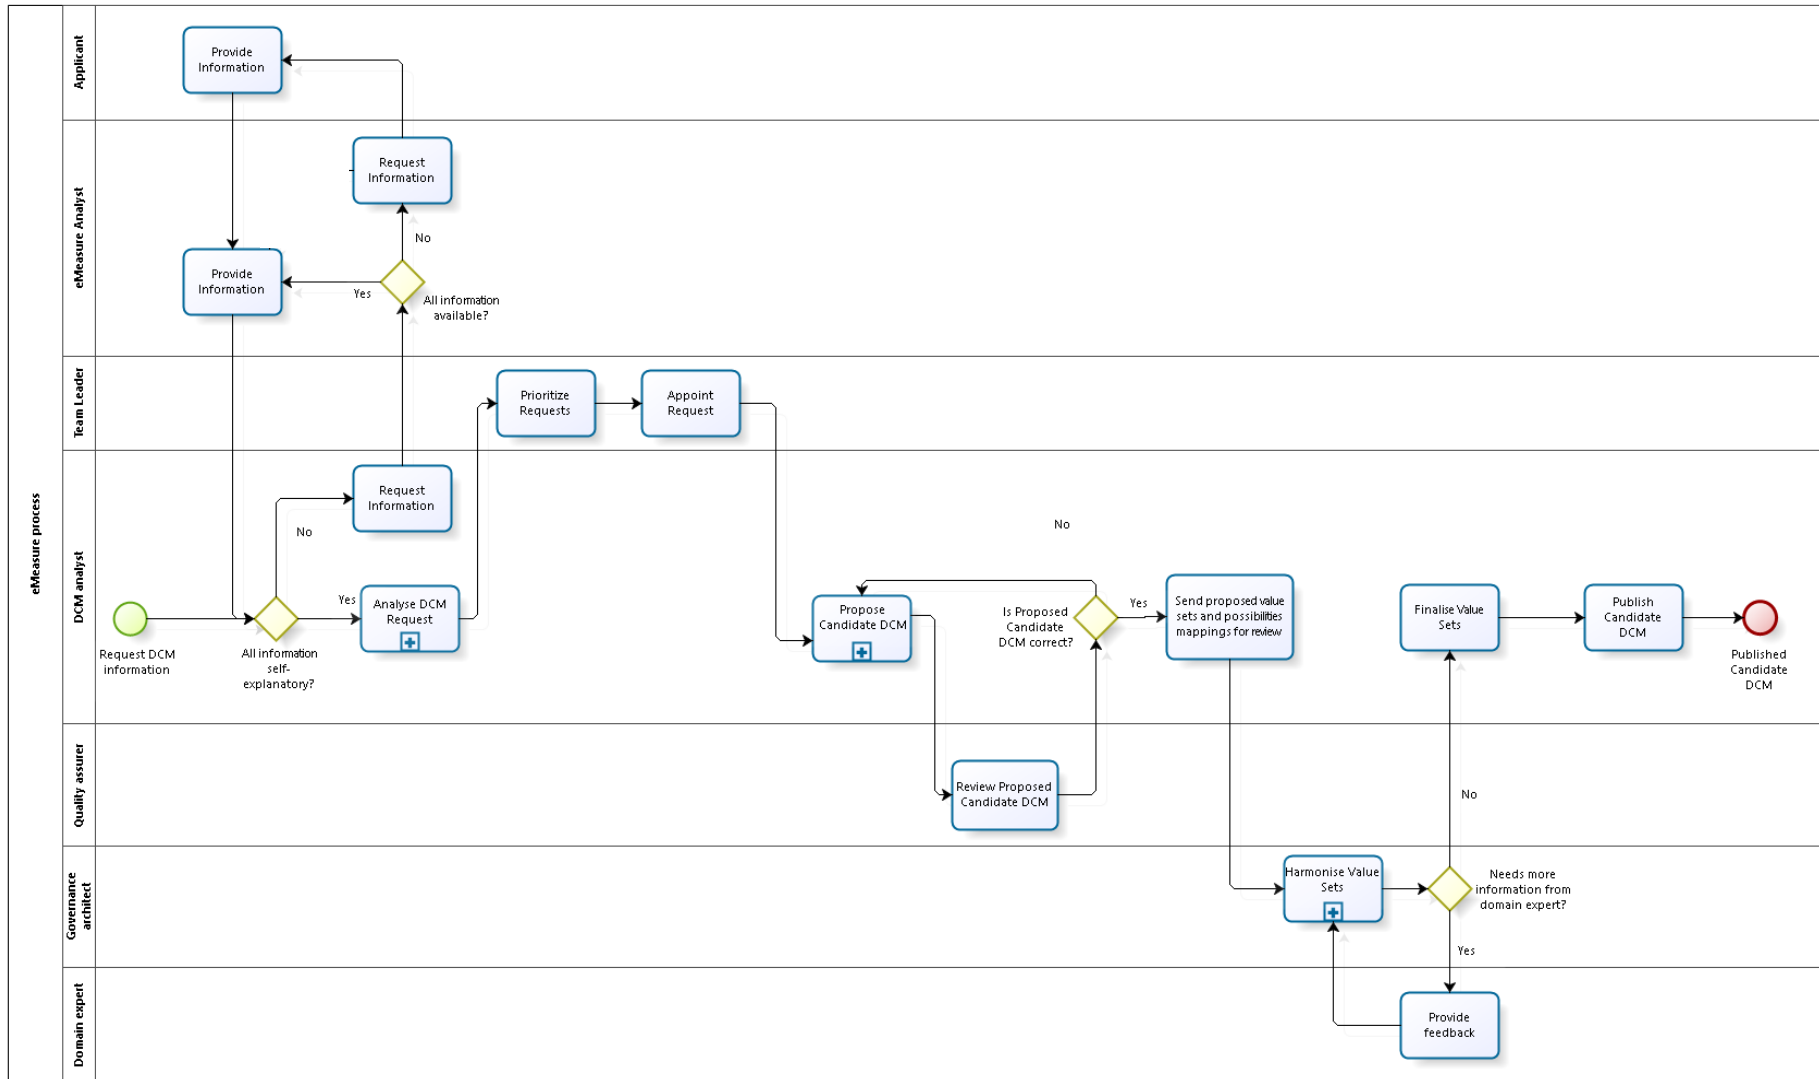 eMeasure process
Applicant
Provide
Information
eMeasure Analyst
Request
Information
No
Provide
Information
Yes
All information
available?
Team Leader
Prioritize
Requests
Appoint
Request
DCM analyst
Request
Information
No
Request DCM
information
All information
self-
explanatory?
Yes
Analyse DCM
Request
Propose
Candidate DCM
No
Is Proposed
Candidate
DCM correct?
Yes
Send proposed value
sets and possibilities
mappings for review
Finalise Value
Sets
Publish
Candidate
DCM
Published
Candidate
DCM
Quality assurer
Review Proposed
Candidate DCM
No
Governance
architect
Harmonise Value
Sets
Needs more
information from
domain expert?
Yes
Domain expert
Provide
feedback